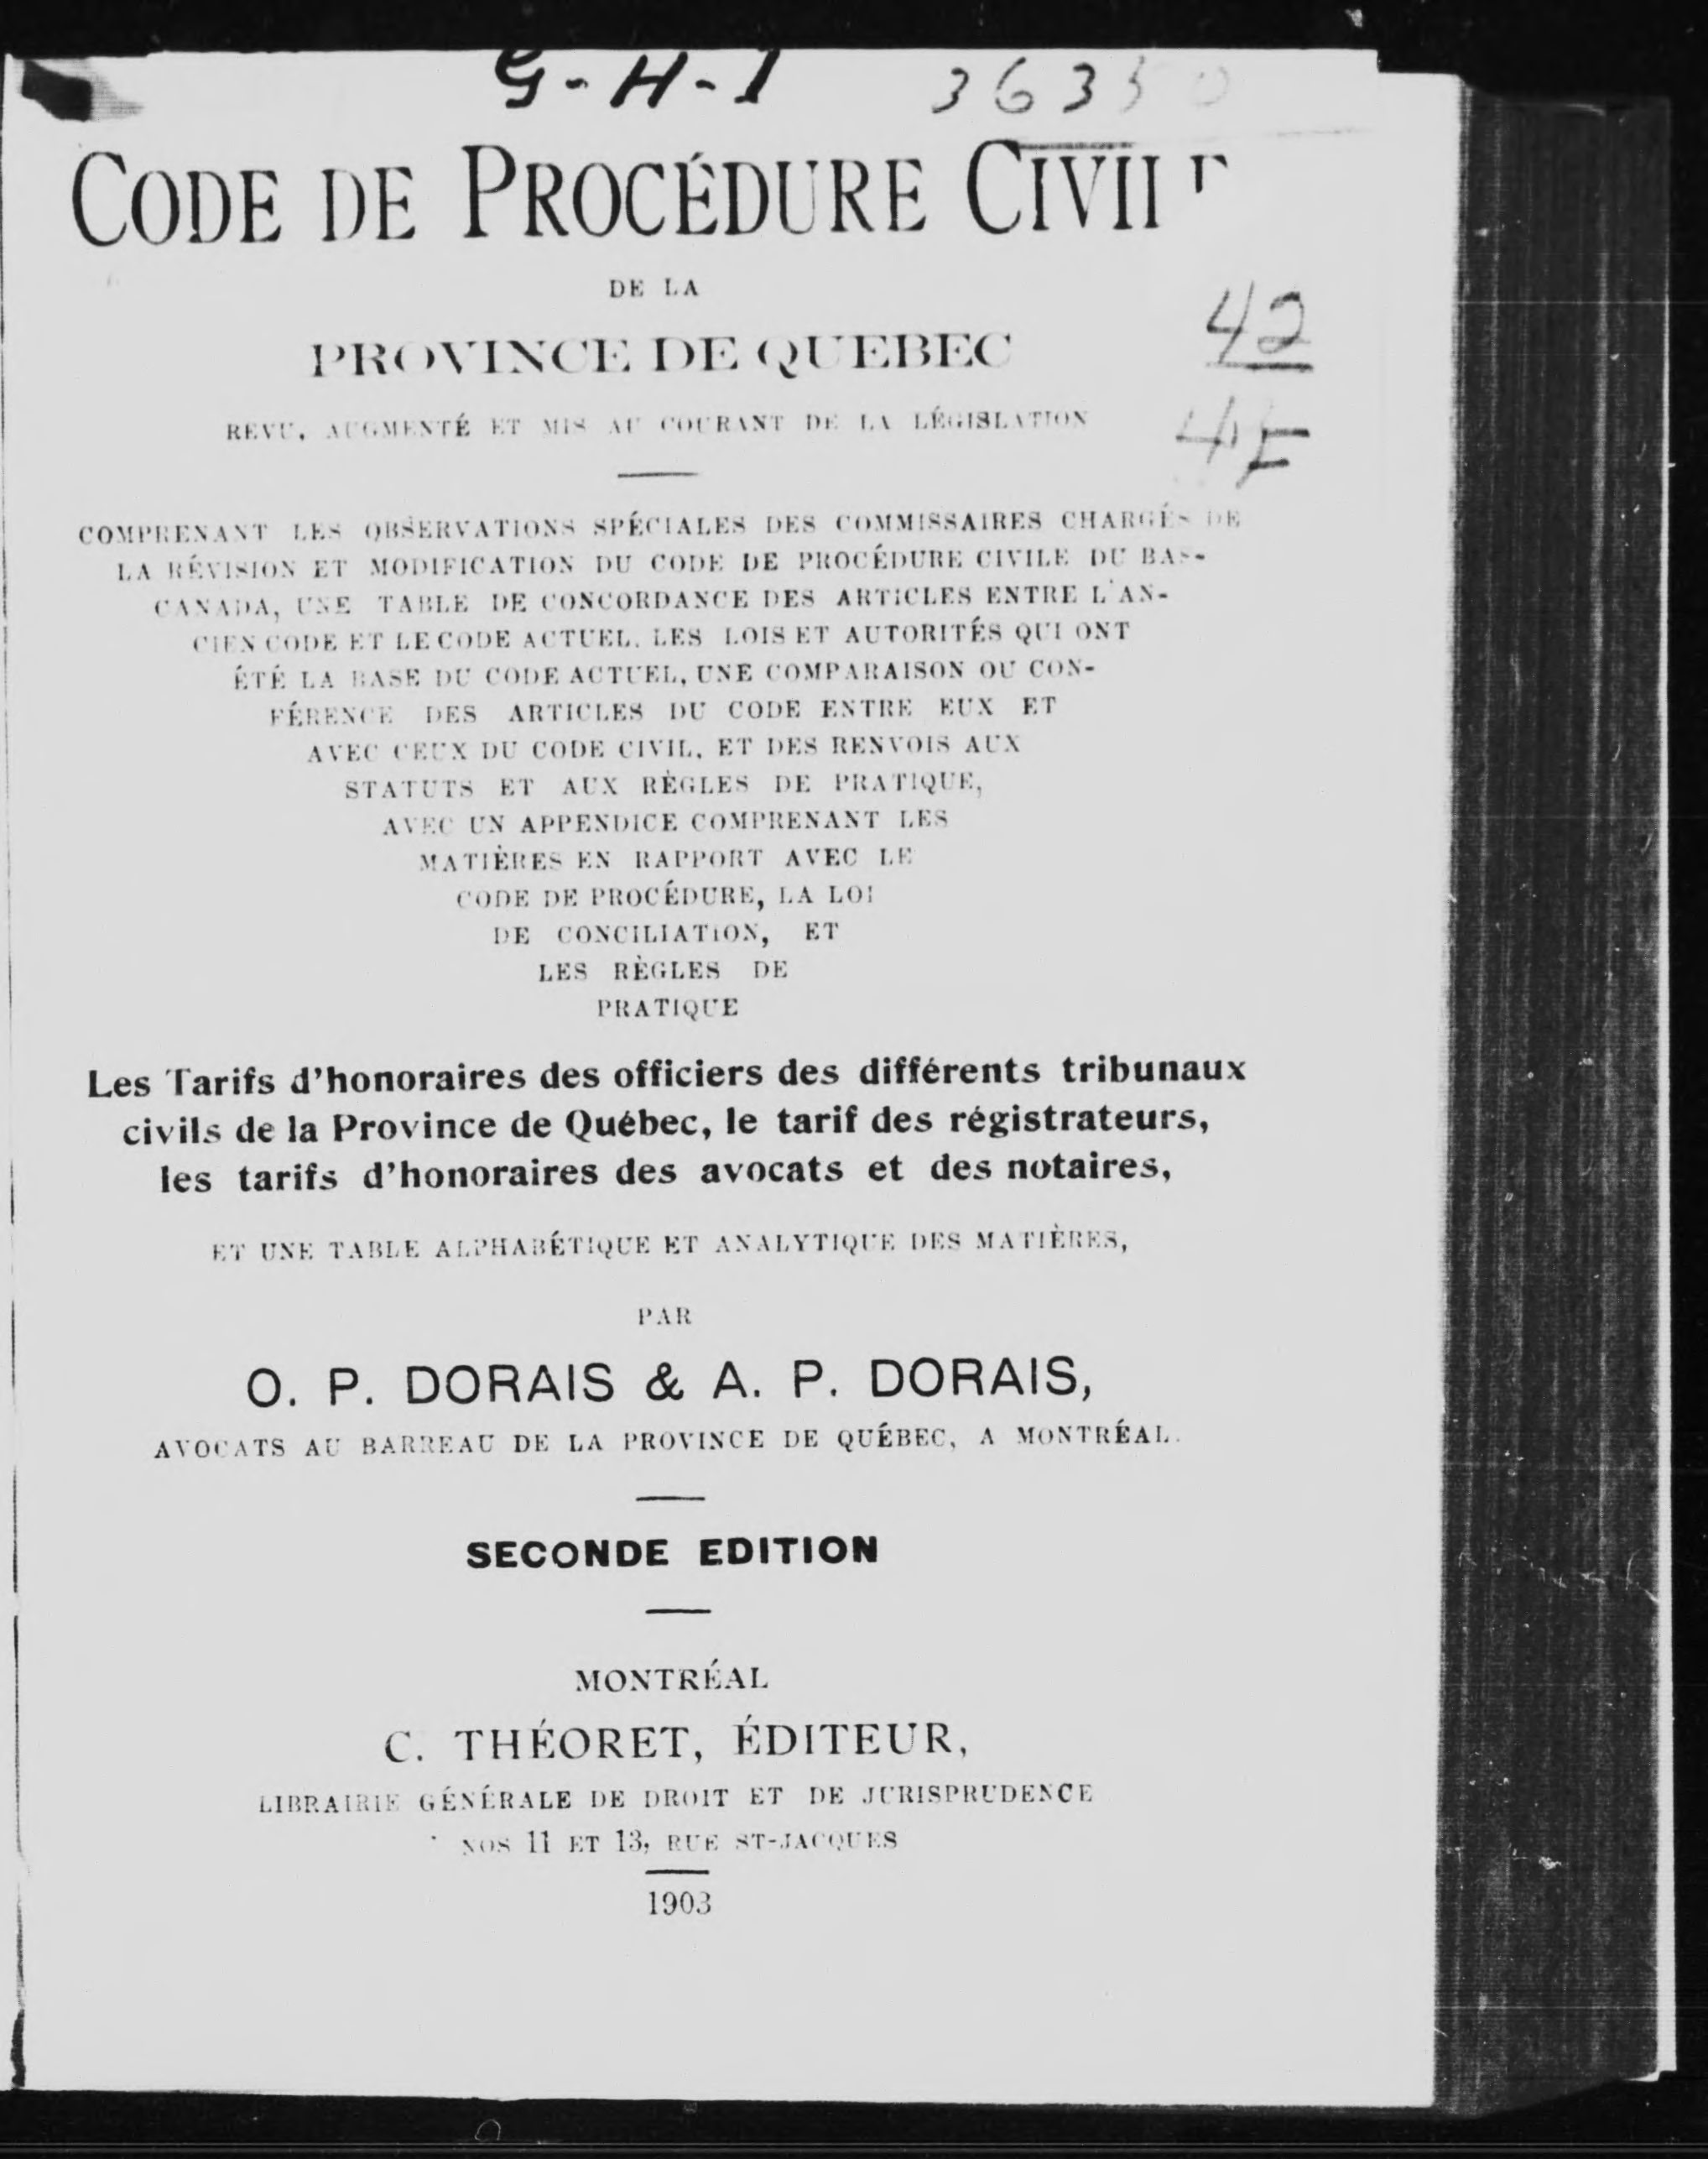 G-H-I
CODE DE PROCÉDURE
DE LA
PROVINCE DE QUEBEC
42
REVU, AUGMENTÉ ET MIS AU COURANT DE LA LÉGISLATION
COMPRENANT LES OBSERVATIONS SPÉCIALES DES COMMISSAIRES CHARGÉS DE
LA RÉVISION ET MODIFICATION DU CODE DE PROCÉDURE CIVILE DU BAS-
CANADA, UNE TABLE DE CONCORDANCE DES ARTICLES ENTRE L'AN-
CIEN CODE ET LE CODE ACTUEL, LES LOIS ET AUTORITÉS QUI ONT
ÉTÉ LA BASE DU CODE ACTUEL, UNE COMPARAISON OU CON-
FÉRENCE DES ARTICLES DU CODE ENTRE EUX ET
AVEC CEUX DU CODE CIVIL, ET DES RENVOIS AUX
STATUTS ET AUX RÈGLES DE PRATIQUE,
AVEC UN APPENDICE COMPRENANT LES
MATIÈRES EN RAPPORT AVEC LE
CODE DE PROCÉDURE, LA LOI
DE CONCILIATION, ET
LES RÈGLES DE
PRATIQUE
Les Tarifs d'honoraires des officiers des différents tribunaux
civils de la Province de Québec, le tarif des régistrateurs,
les tarifs d'honoraires des avocats et des notaires,
ET UNE TABLE ALPHABÉTIQUE ET ANALYTIQUE DES MATIÈRES,
PAR
O. P. DORAIS & A. P. DORAIS,
AVOCATS AU BARREAU DE LA PROVINCE DE QUÉBEC, A MONTRÉAL.
SECONDE EDITION
MONTRÉAL
C. THÉORET, ÉDITEUR,
LIBRAIRIE GÉNÉRALE DE DROIT ET DE JURISPRUDENCE
NOS 11 ET 13, RUE ST-JACQUES
1903